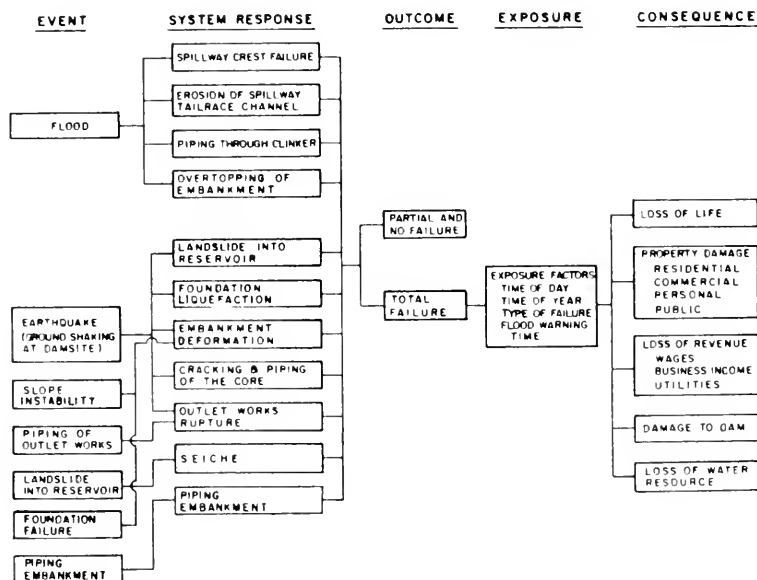 EVENT
SYSTEM RESPONSE
OUTCOME
EXPOSURE
CONSEQUENCE
FLOOD
EARTHQUAKE
(GROUND SHAKING
AT DAMSITE)
SLOPE
INSTABILITY
PIPING OF
OUTLET WORKS
LANDSLIDE
INTO RESERVOIR
FOUNDATION
FAILURE
PIPING
EMBANKMENT
SPILLWAY CREST FAILURE
EROSION OF SPILLWAY
TAILRACE CHANNEL
PIPING THROUGH CLINKER
OVERTOPPING OF
EMBANKMENT
LANDSLIDE INTO
RESERVOIR
FOUNDATION
LIQUEFACTION
EMBANKMENT
DEFORMATION
CRACKING & PIPING
OF THE CORE
OUTLET WORKS
RUPTURE
SEICHE
PIPING
EMBANKMENT
PARTIAL AND
NO FAILURE
TOTAL
FAILURE
EXPOSURE FACTORS
TIME OF DAY
TIME OF YEAR
TYPE OF FAILURE
FLOOD WARNING
TIME
LOSS OF LIFE
PROPERTY DAMAGE
RESIDENTIAL
COMMERCIAL
PERSONAL
PUBLIC
LOSS OF REVENUE
WAGES
BUSINESS INCOME
UTILITIES
DAMAGE TO DAM
LOSS OF WATER
RESOURCE